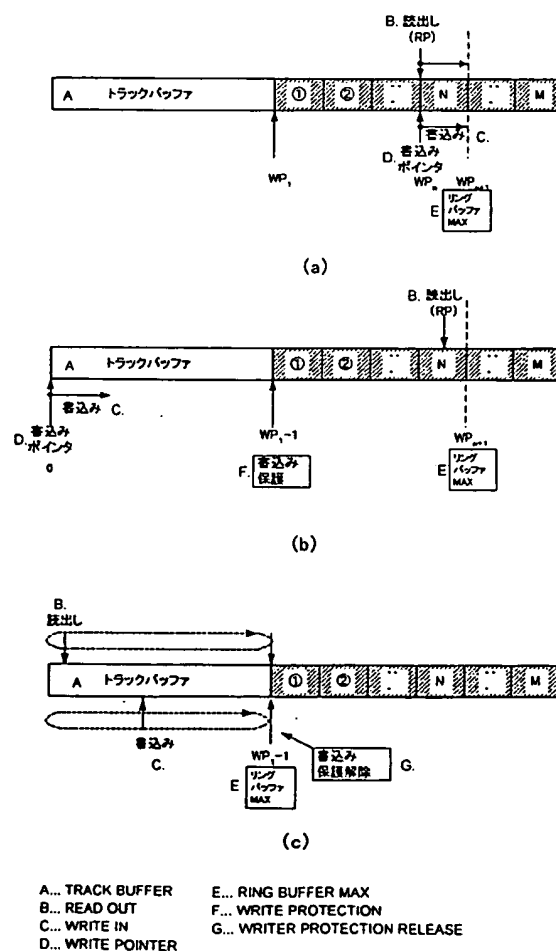 B. 読出し
(RP)
A トラックバッファ ① ② N M
書込み C.
D. 書込み
ポインタ
WP₁ WPₙ WPₙ₊₁
E リング
バッファ
MAX
(a)
B. 読出し
(RP)
A トラックバッファ ① ② N M
書込み C.
D. 書込み
ポインタ
0
WP₁-1 WPₙ₊₁
F. 書込み
保護
E リング
バッファ
MAX
(b)
B.
読出し
A トラックバッファ ① ② N M
書込み
C.
WP₁-1
E リング
バッファ
MAX
書込み
保護解除 G.
(c)
A... TRACK BUFFER
B... READ OUT
C... WRITE IN
D... WRITE POINTER
E... RING BUFFER MAX
F... WRITE PROTECTION
G... WRITER PROTECTION RELEASE